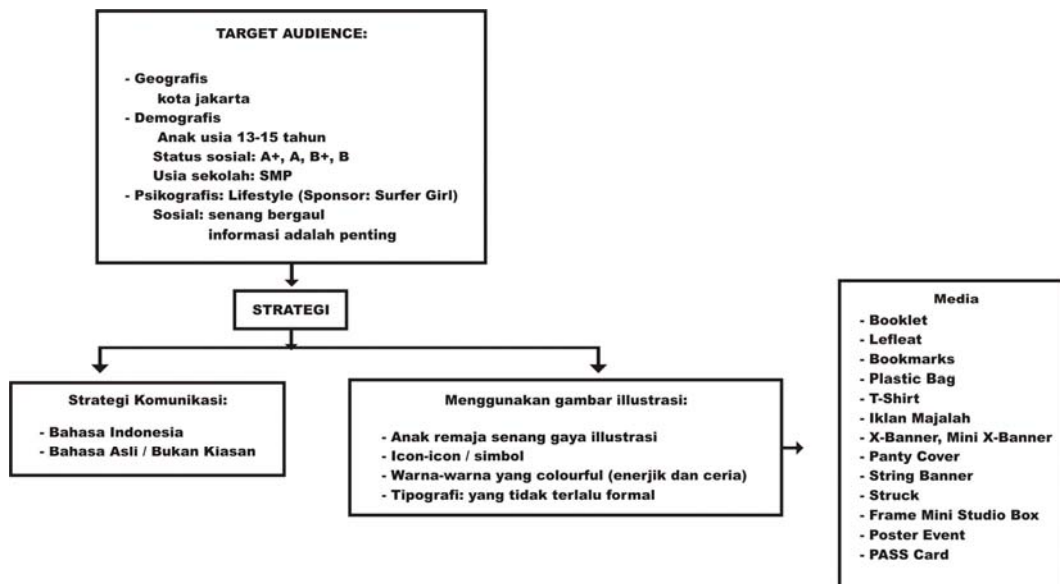 TARGET AUDIENCE:
- Geografis
kota jakarta
- Demografis
Anak usia 13-15 tahun
Status sosial: A+, A, B+, B
Usia sekolah: SMP
- Psikografis: Lifestyle (Sponsor: Surfer Girl)
Sosial: senang bergaul
informasi adalah penting
STRATEGI
Strategi Komunikasi:
- Bahasa Indonesia
- Bahasa Asli / Bukan Kiasan
Menggunakan gambar illustrasi:
- Anak remaja senang gaya illustrasi
- Icon-icon / simbol
- Warna-warna yang colourful (enerjik dan ceria)
- Tipografi: yang tidak terlalu formal
Media
- Booklet
- Lefleat
- Bookmarks
- Plastic Bag
- T-Shirt
- Iklan Majalah
- X-Banner, Mini X-Banner
- Panty Cover
- String Banner
- Struck
- Frame Mini Studio Box
- Poster Event
- PASS Card